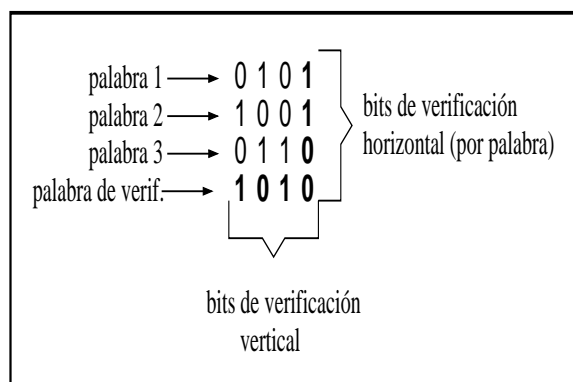 palabra 1 0 1 0 1
palabra 2 1 0 0 1
palabra 3 0 1 1 0
palabra de verif. 1 0 1 0
bits de verificación
horizontal (por palabra)
bits de verificación
vertical